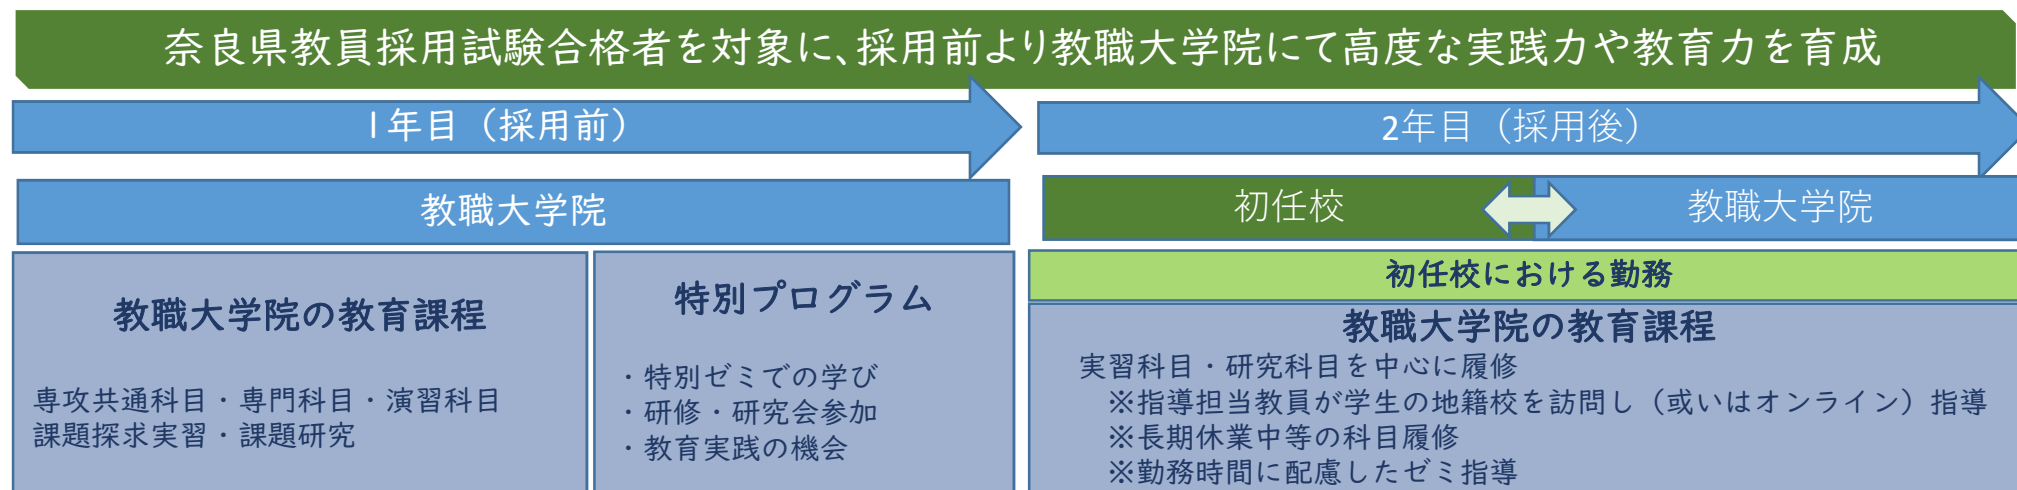 奈良県教員採用試験合格者を対象に、採用前より教職大学院にて高度な実践力や教育力を育成
1年目（採用前）
2年目（採用後）
教職大学院
初任校
教職大学院
教職大学院の教育課程
専攻共通科目・専門科目・演習科目
課題探求実習・課題研究
特別プログラム
・特別ゼミでの学び
・研修・研究会参加
・教育実践の機会
初任校における勤務
教職大学院の教育課程
実習科目・研究科目を中心に履修
※指導担当教員が学生の地籍校を訪問し（或いはオンライン）指導
※長期休業中等の科目履修
※勤務時間に配慮したゼミ指導